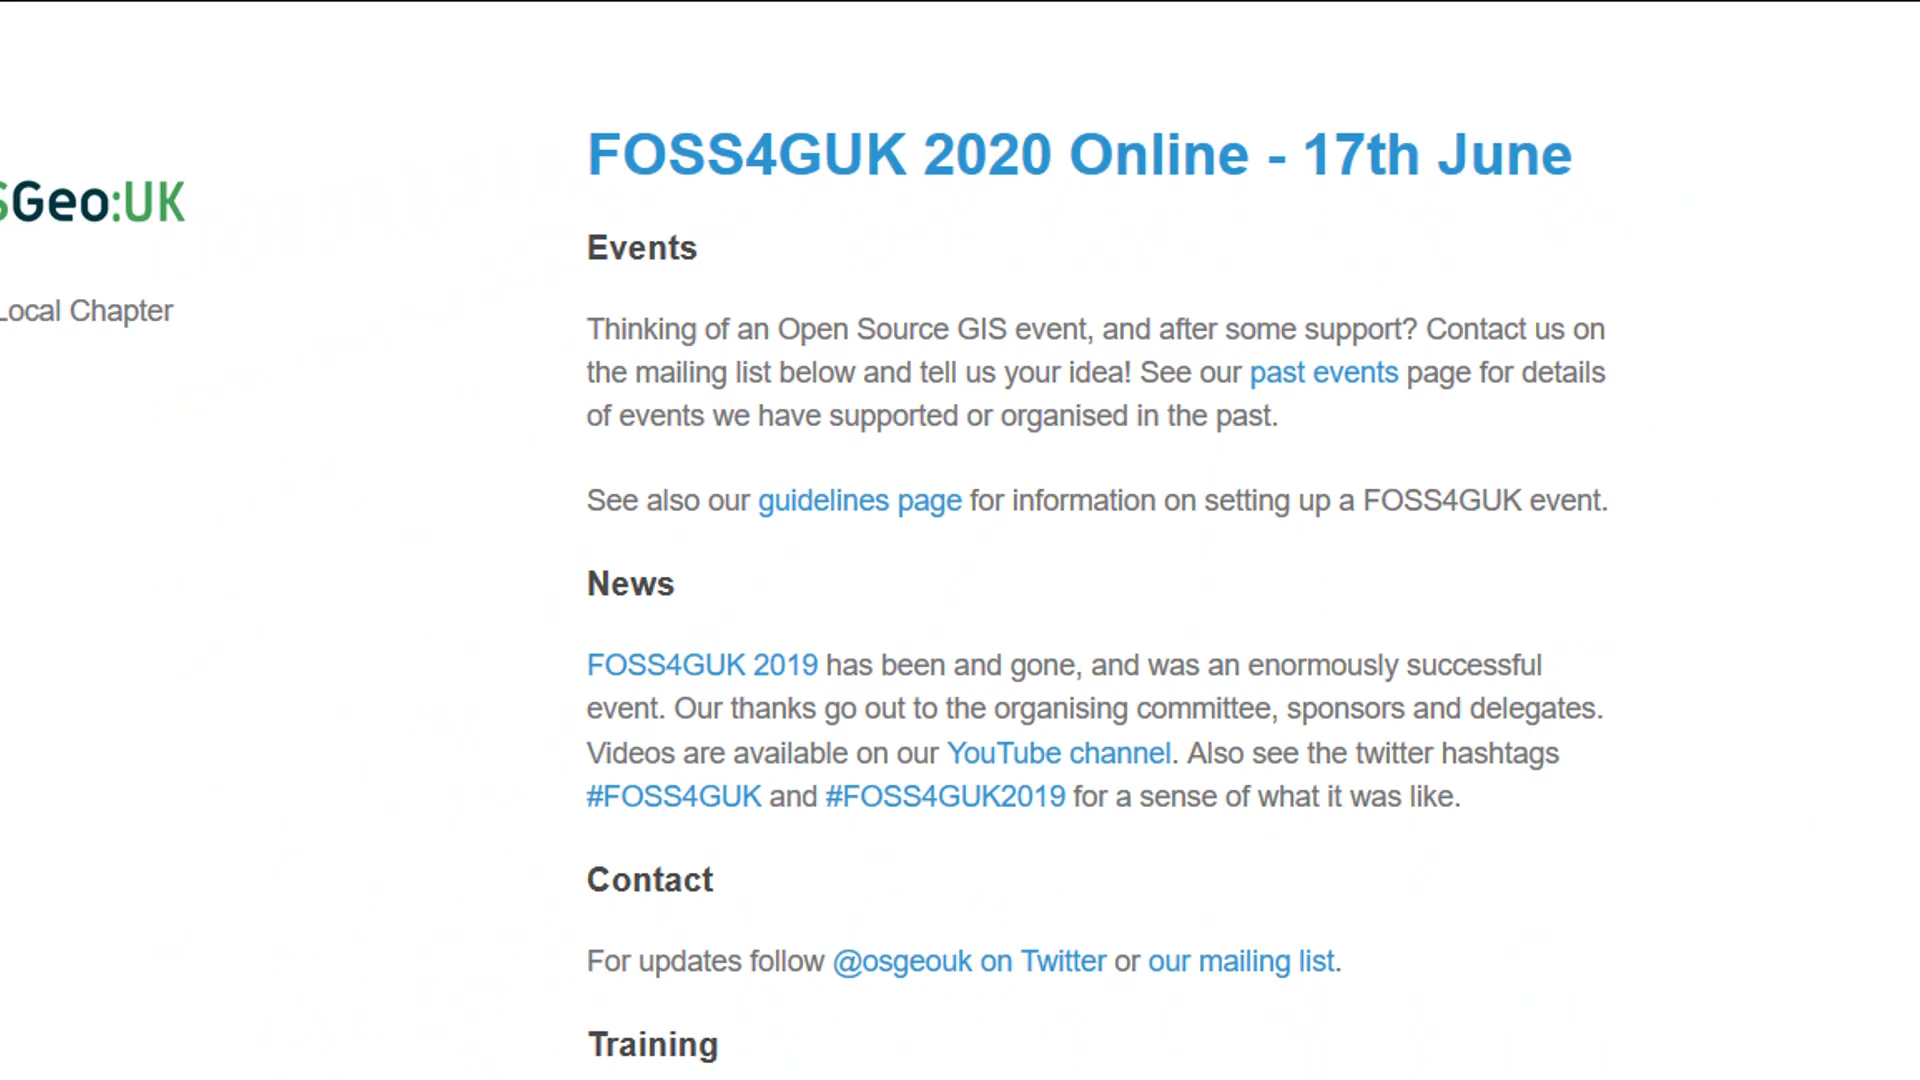 FOSS4GUK 2020 Online - 17th June
SGeo:UK
Local Chapter
Events
Thinking of an Open Source GIS event, and after some support? Contact us on
the mailing list below and tell us your idea! See our past events page for details
of events we have supported or organised in the past.
See also our guidelines page for information on setting up a FOSS4GUK event.
News
FOSS4GUK 2019 has been and gone, and was an enormously successful
event. Our thanks go out to the organising committee, sponsors and delegates.
Videos are available on our YouTube channel. Also see the twitter hashtags
#FOSS4GUK and #FOSS4GUK2019 for a sense of what it was like.
Contact
For updates follow @osgeouk on Twitter or our mailing list.
Training